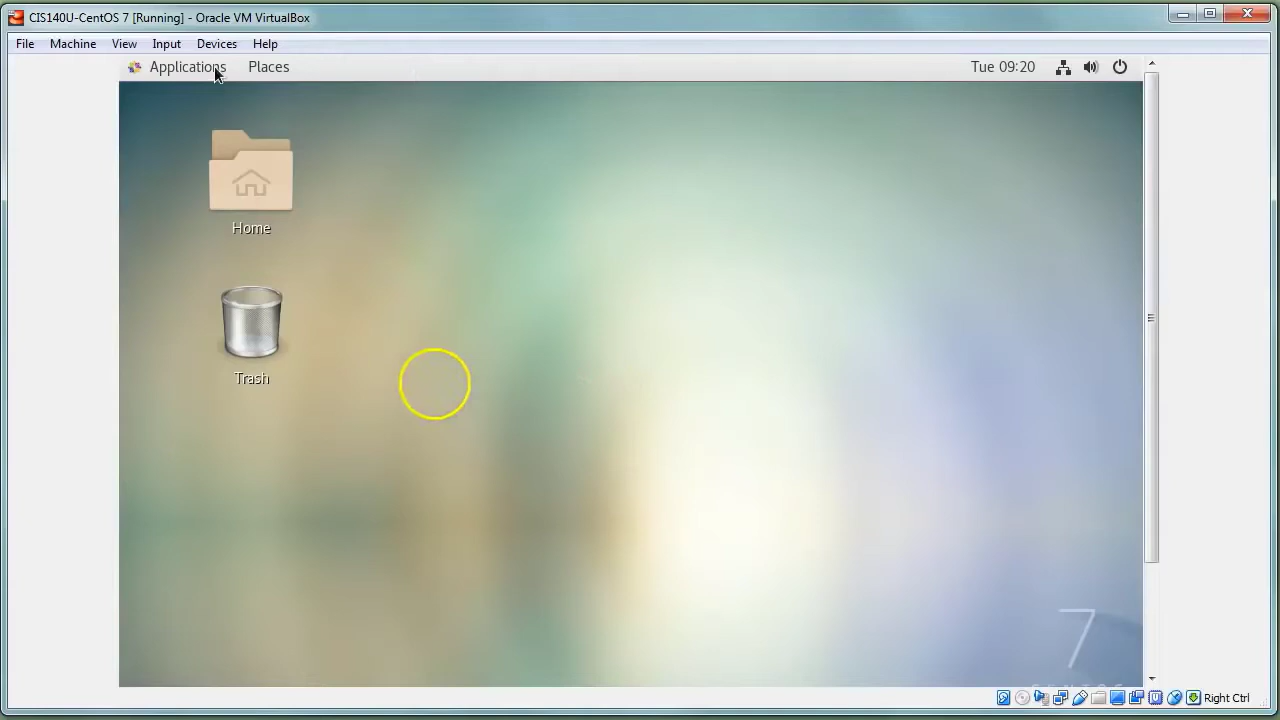 CIS140U-CentOS 7 [Running] - Oracle VM VirtualBox
File Machine View Input Devices Help
Applications Places Tue 09:20
Home
Trash
7
Right Ctrl